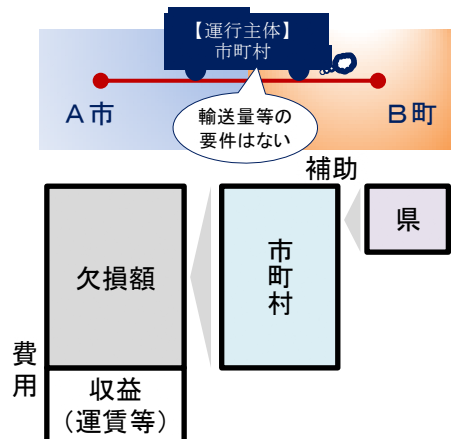 【運行主体】
市町村
A市
B町
輸送量等の
要件はない
補助
県
市町村
欠損額
費用
収益
（運賃等）